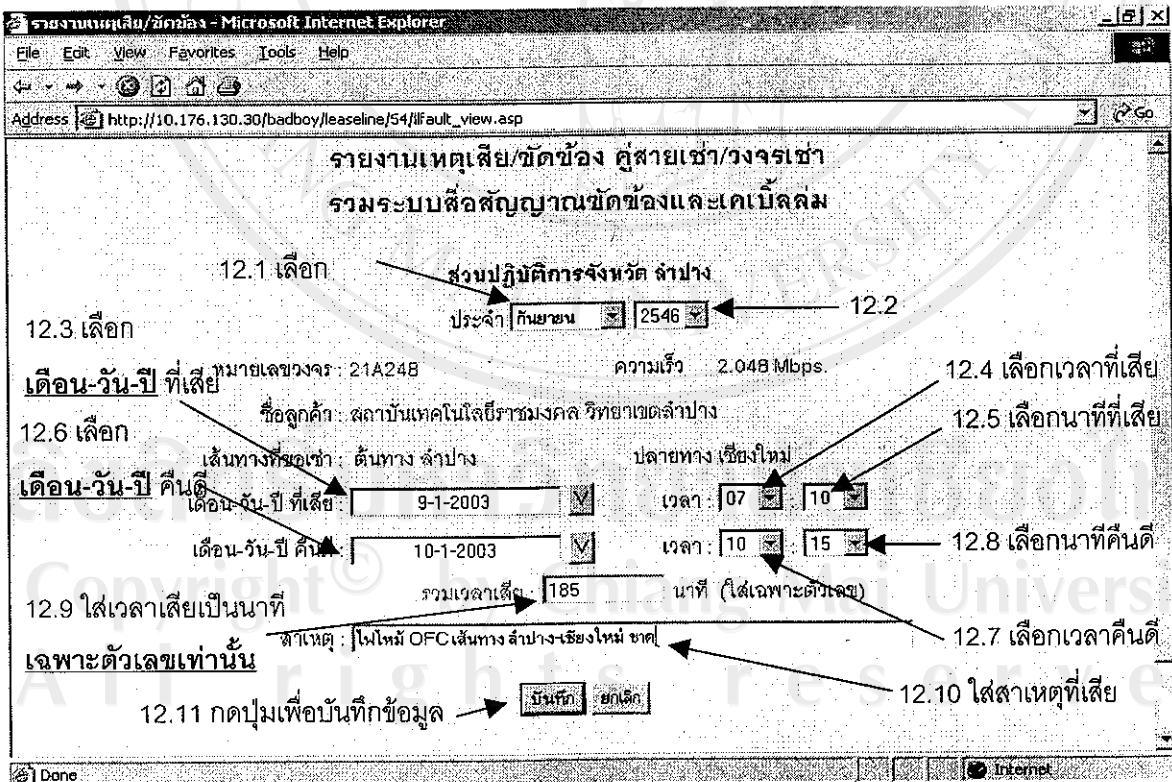 รายงานเหตุเสีย/ขัดข้อง - Microsoft Internet Explorer
File Edit View Favorites Tools Help
Address http://10.176.130.30/badboy/leaseline/54/ilfault_view.asp Go
รายงานเหตุเสีย/ขัดข้อง คู่สายเช่า/วงจรเช่า
รวมระบบสื่อสัญญาณขัดข้องและเคเบิ้ลล่ม
12.1 เลือก
ส่วนปฏิบัติการจังหวัด ลำปาง
ประจำ กันยายน 2546
12.2
12.3 เลือก
เดือน-วัน-ปี ที่เสีย
หมายเลขวงจร : 21A248 ความเร็ว 2.048 Mbps.
12.4 เลือกเวลาที่เสีย
ชื่อลูกค้า : สถาบันเทคโนโลยีราชมงคล วิทยาเขตลำปาง
12.5 เลือกนาทีที่เสีย
12.6 เลือก
เดือน-วัน-ปี คืนดี
เส้นทางที่ขอเช่า : ต้นทาง ลำปาง ปลายทาง เชียงใหม่
เดือน-วัน-ปี ที่เสีย : 9-1-2003 เวลา : 07 : 10
เดือน-วัน-ปี คืนดี : 10-1-2003 เวลา : 10 : 15
12.8 เลือกนาทีคืนดี
Copyright© by Chiang Mai Universi
12.9 ใส่เวลาเสียเป็นนาที
เฉพาะตัวเลขเท่านั้น
รวมเวลาเสีย : 185 นาที (ใส่เฉพาะตัวเลข)
12.7 เลือกเวลาคืนดี
สาเหตุ : ไฟไหม้ OFC เส้นทาง ลำปาง-เชียงใหม่ ขาด
All rights reserve
12.10 ใส่สาเหตุที่เสีย
บันทึก ยกเลิก
12.11 กดปุ่มเพื่อบันทึกข้อมูล
Done Internet